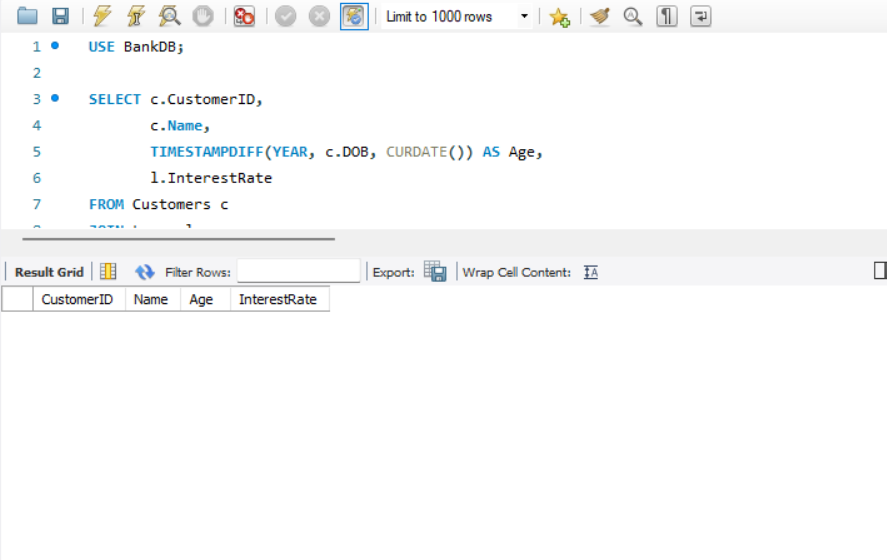 Limit to 1000 rows
1 USE BankDB;
2
3 SELECT c.CustomerID,
4 c.Name,
5 TIMESTAMPDIFF(YEAR, c.DOB, CURDATE()) AS Age,
6 l.InterestRate
7 FROM Customers c
Result Grid Filter Rows: Export: Wrap Cell Content: IA
CustomerID Name Age InterestRate